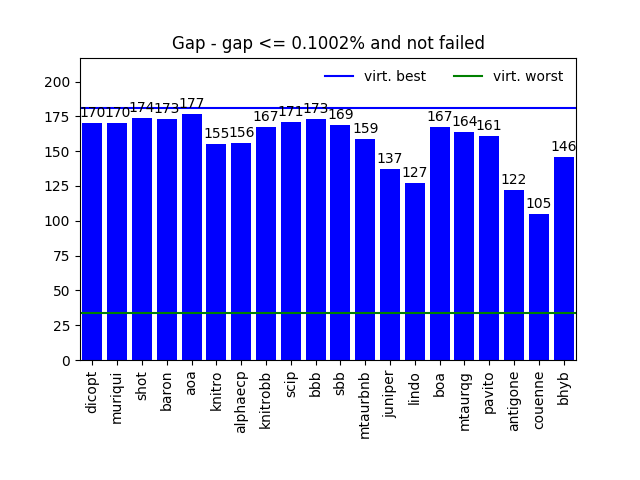 Gap - gap <= 0.1002% and not failed
virt. best
virt. worst
200
175
150
125
100
75
50
25
0
170
170
174
173
177
155
156
167
171
173
169
159
137
127
167
164
161
122
105
146
dicopt
muriqui
shot
baron
aoa
knitro
alphaecp
knitrobb
scip
bbb
sbb
mtaurbnb
juniper
lindo
boa
mtaurqg
pavito
antigone
couenne
bhyb